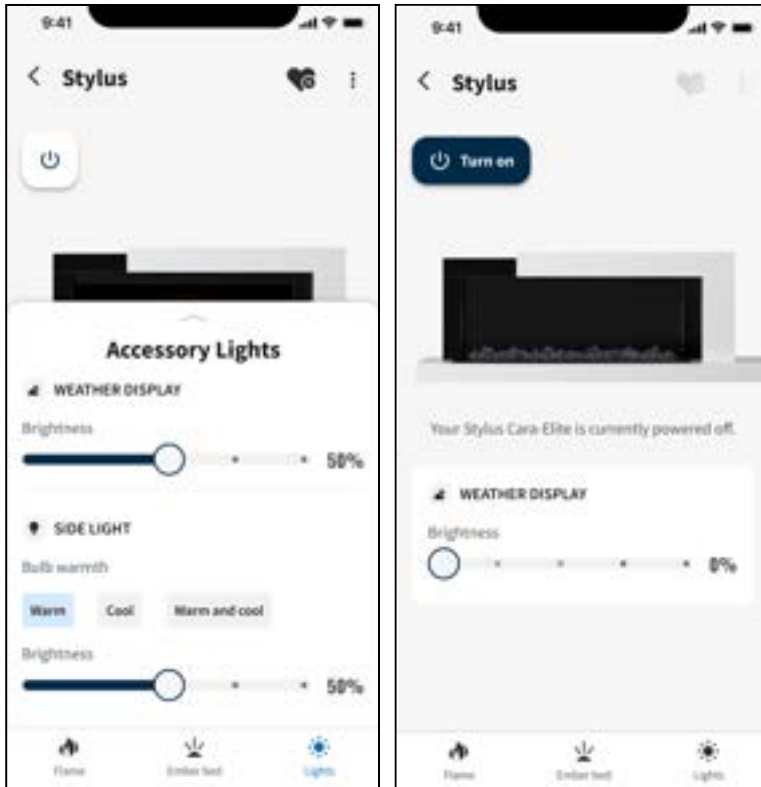 9:41
Stylus
Accessory Lights
WEATHER DISPLAY
Brightness
50%
SIDE LIGHT
Bulb warmth
Warm Cool Warm and cool
Brightness
50%
Flame Ember bed Lights
9:41
Stylus
Turn on
Your Stylus Cara-Elite is currently powered off.
WEATHER DISPLAY
Brightness
0%
Flame Ember bed Lights